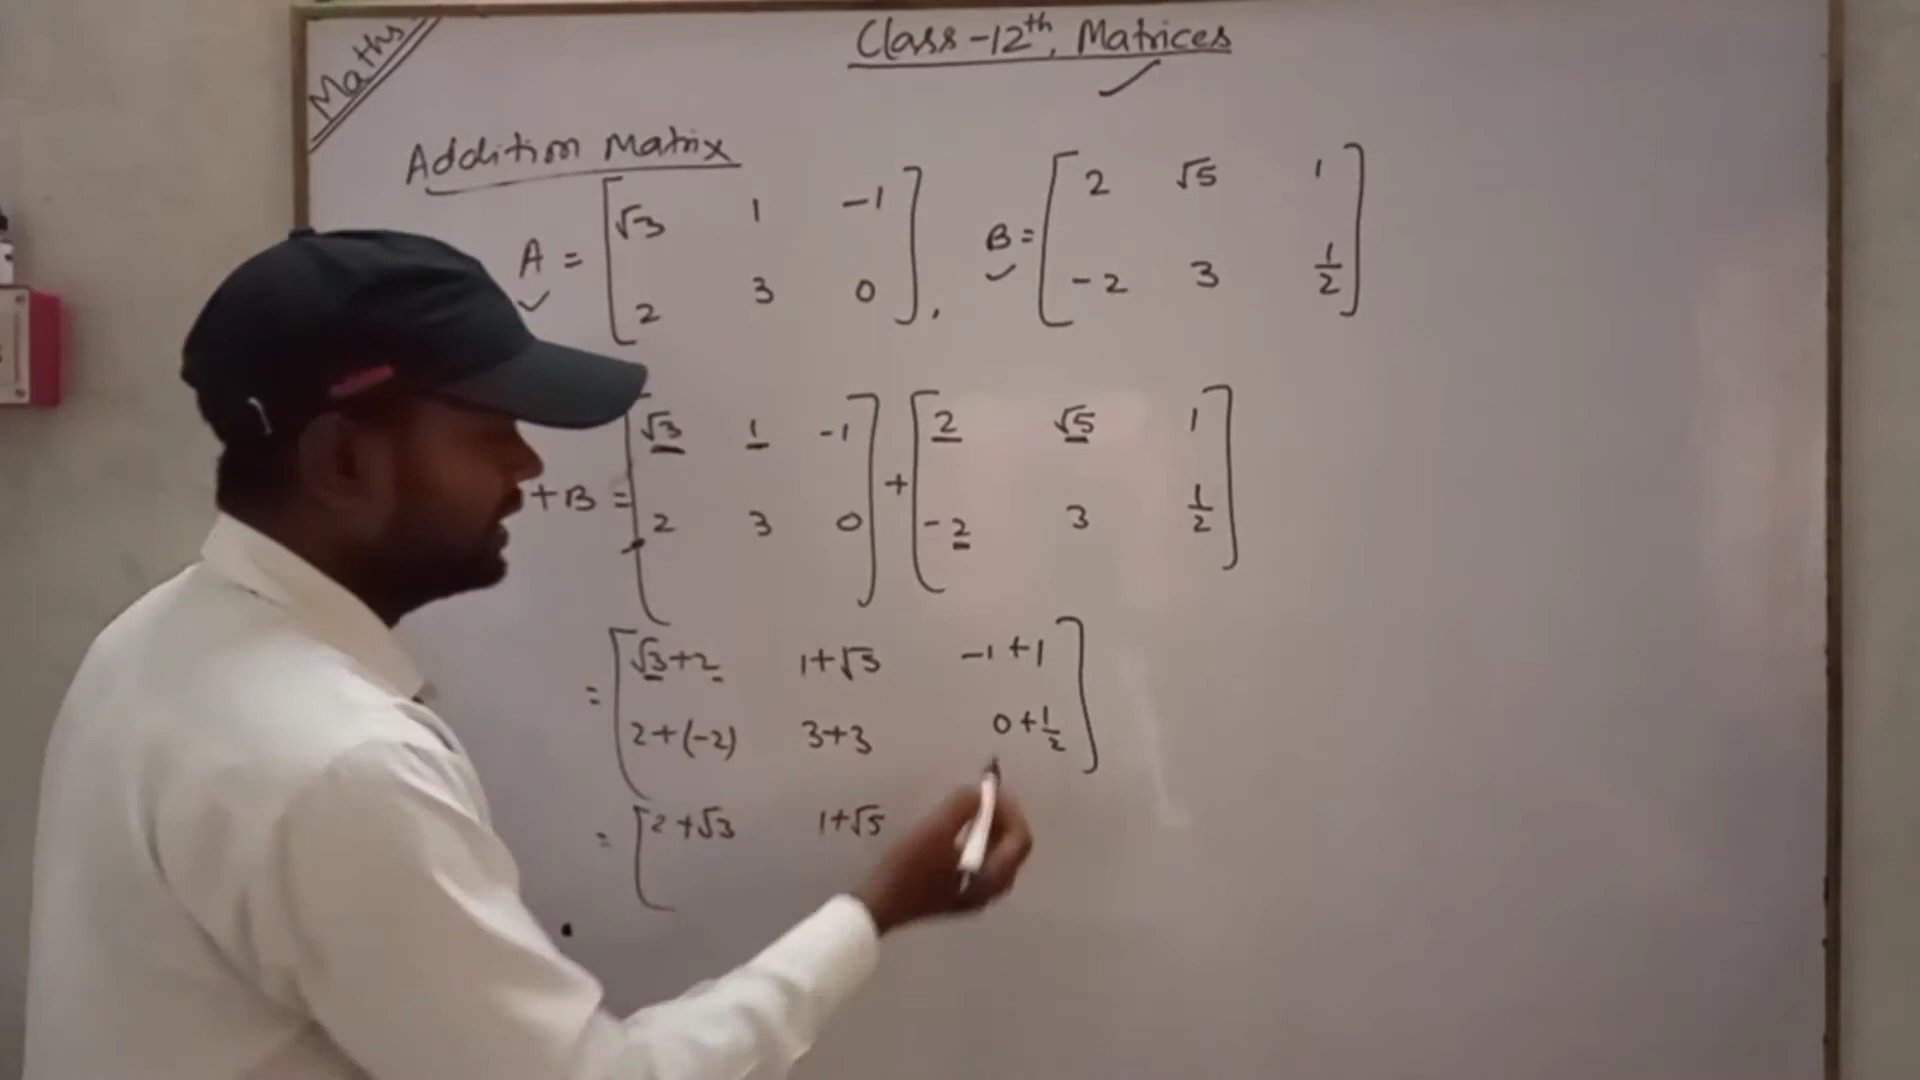 Maths
Class-12th, Matrices
Addition Matrix
A = [√3 1 -1
2 3 0], B = [2 √5 1
-2 3 1/2]
+B = [√3 1 -1
2 3 0] + [2 √5 1
-2 3 1/2]
= [√3+2 1+√3 -1+1
2+(-2) 3+3 0+1/2]
= [2+√3 1+√5